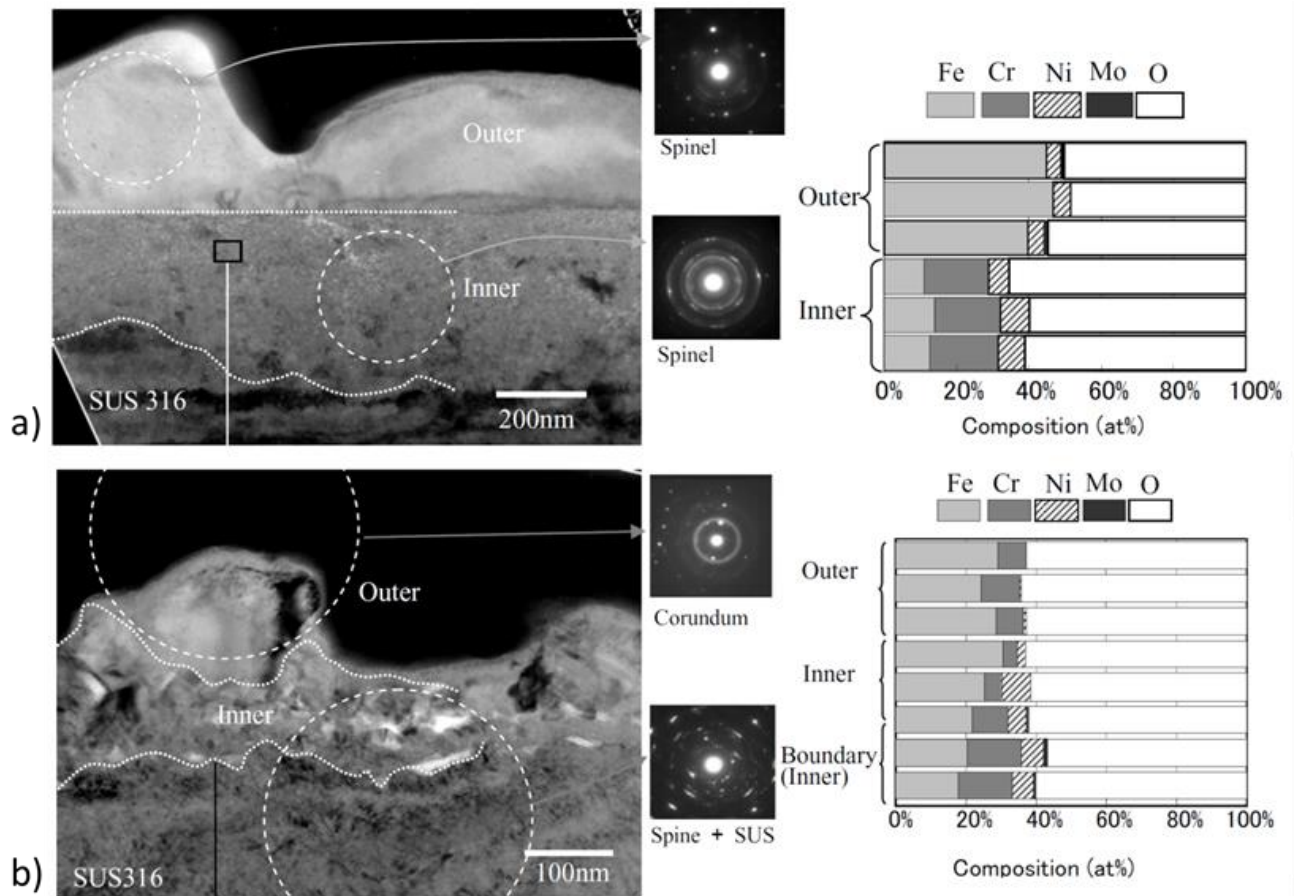 a)
Outer
Inner
SUS 316
200nm
Spinel
Spinel
Fe Cr Ni Mo O
Outer
Inner
0% 20% 40% 60% 80% 100%
Composition (at%)
b)
Outer
Inner
SUS316
100nm
Corundum
Spine + SUS
Fe Cr Ni Mo O
Outer
Inner
Boundary
(Inner)
0% 20% 40% 60% 80% 100%
Composition (at%)